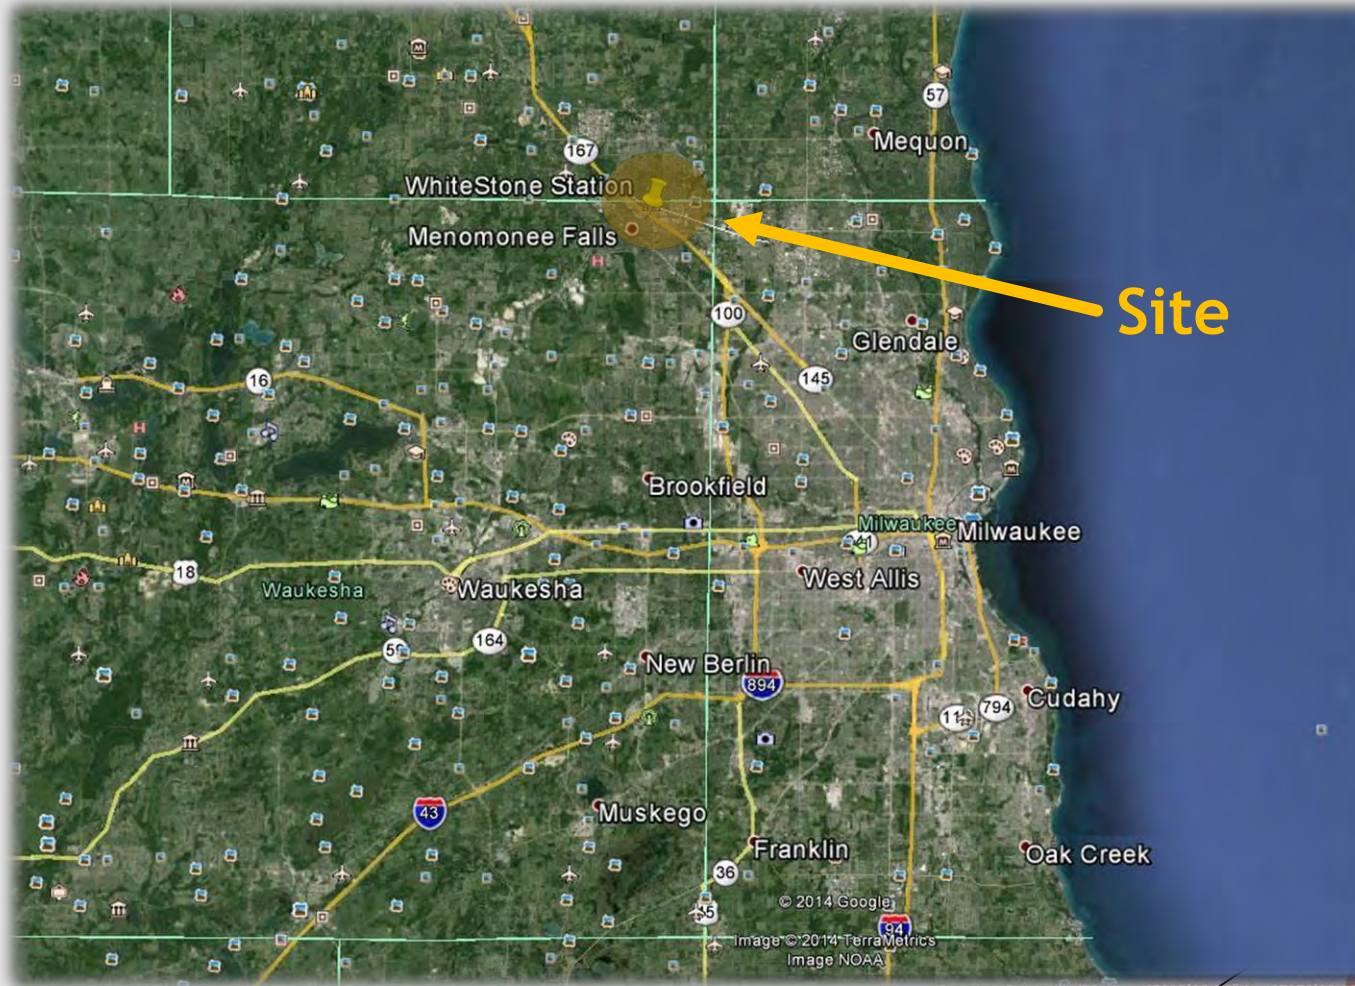 57
Mequon
167
WhiteStone Station
Menomonee Falls
Site
100
Glendale
145
16
Brookfield
Milwaukee
Milwaukee
18
Waukesha
Waukesha
West Allis
59
164
New Berlin
894
Cudahy
794
43
Muskego
Franklin
Oak Creek
36
© 2014 Google
94
Image © 2014 TerraMetrics
Image NOAA